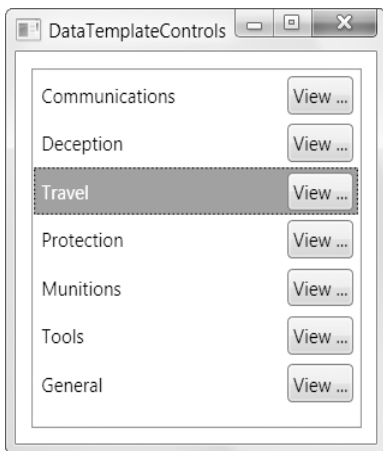 DataTemplateControls
Communications View ...
Deception View ...
Travel View ...
Protection View ...
Munitions View ...
Tools View ...
General View ...